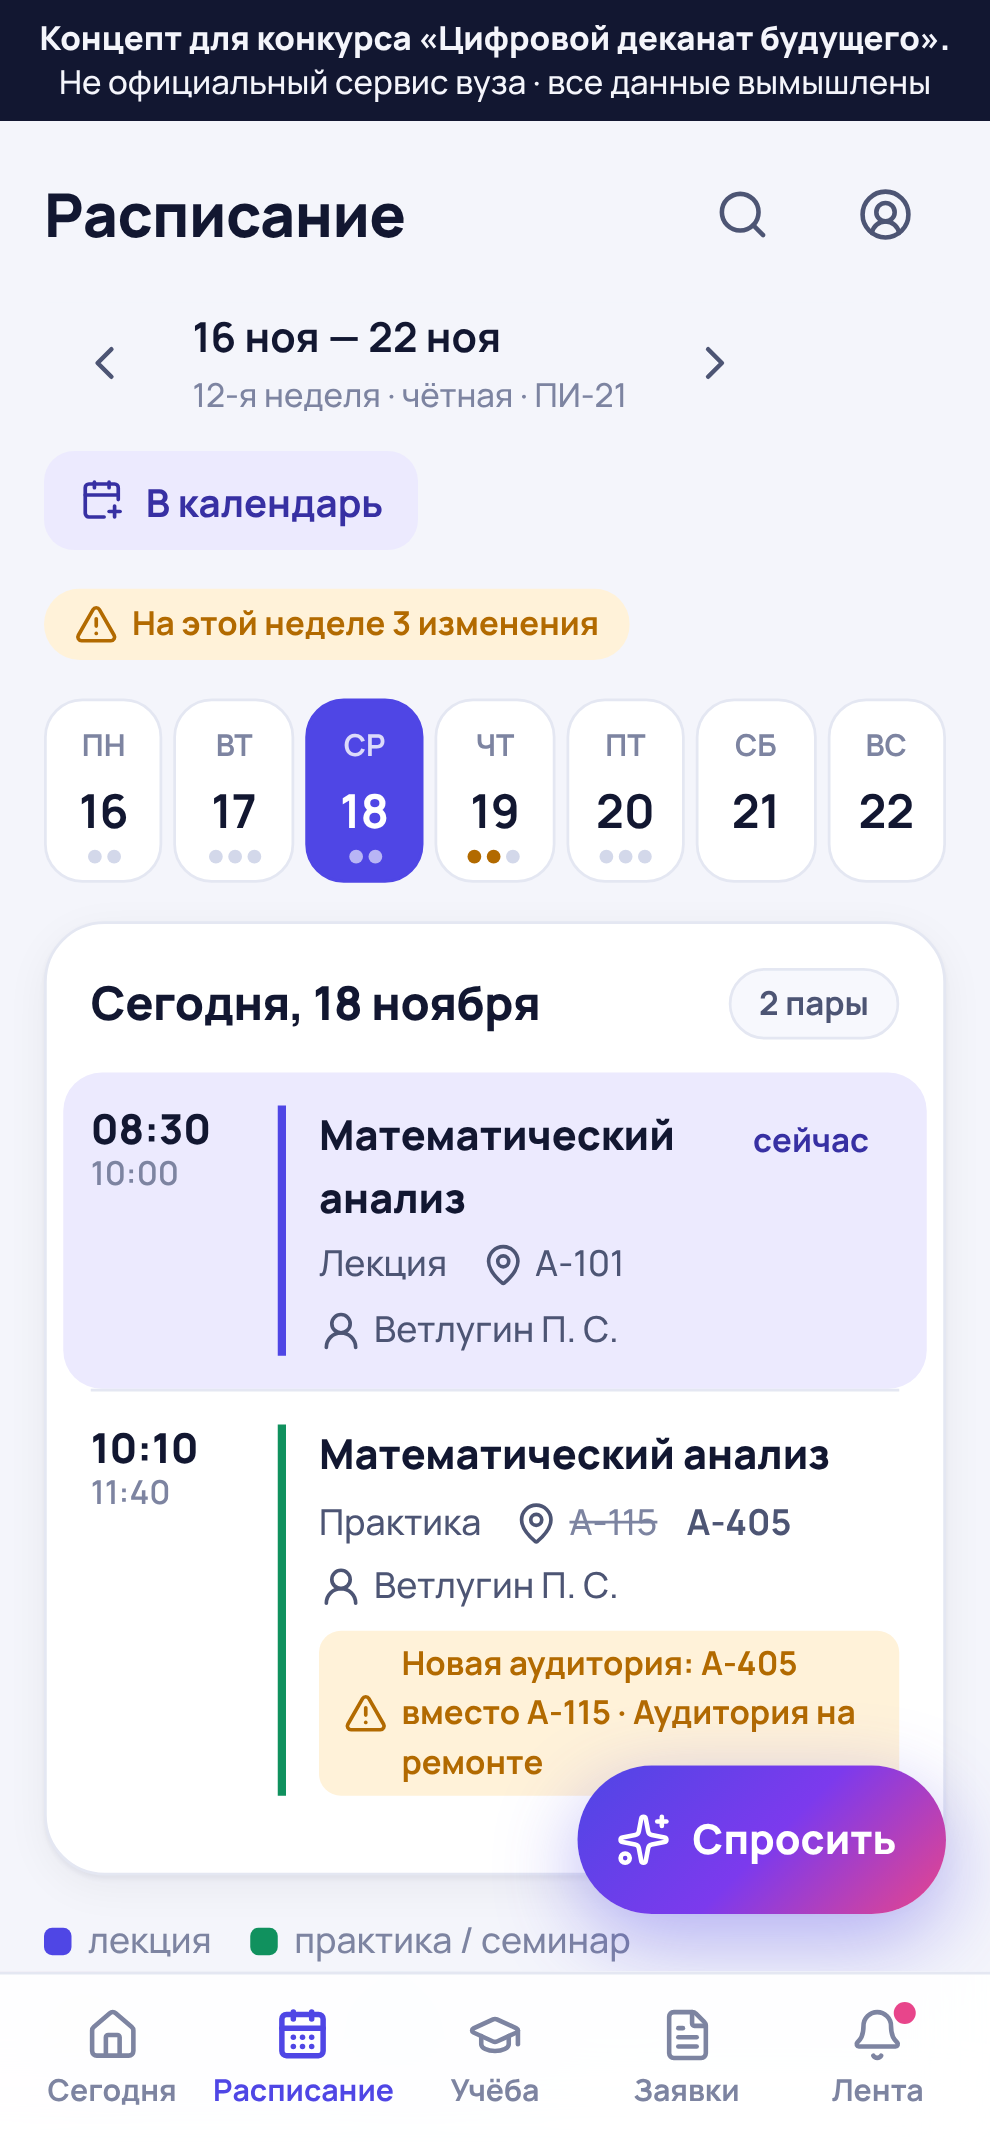 Концепт для конкурса «Цифровой деканат будущего».
Не официальный сервис вуза · все данные вымышлены
Расписание
16 ноя — 22 ноя
12-я неделя · чётная · ПИ-21
В календарь
На этой неделе 3 изменения
ПН ВТ СР ЧТ ПТ СБ ВС
16 17 18 19 20 21 22
Сегодня, 18 ноября 2 пары
08:30 Математический сейчас
10:00 анализ
Лекция А-101
Ветлугин П. С.
10:10 Математический анализ
11:40
Практика А-115 А-405
Ветлугин П. С.
Новая аудитория: А-405
вместо А-115 · Аудитория на
ремонте
Спросить
лекция практика / семинар
Сегодня Расписание Учёба Заявки Лента